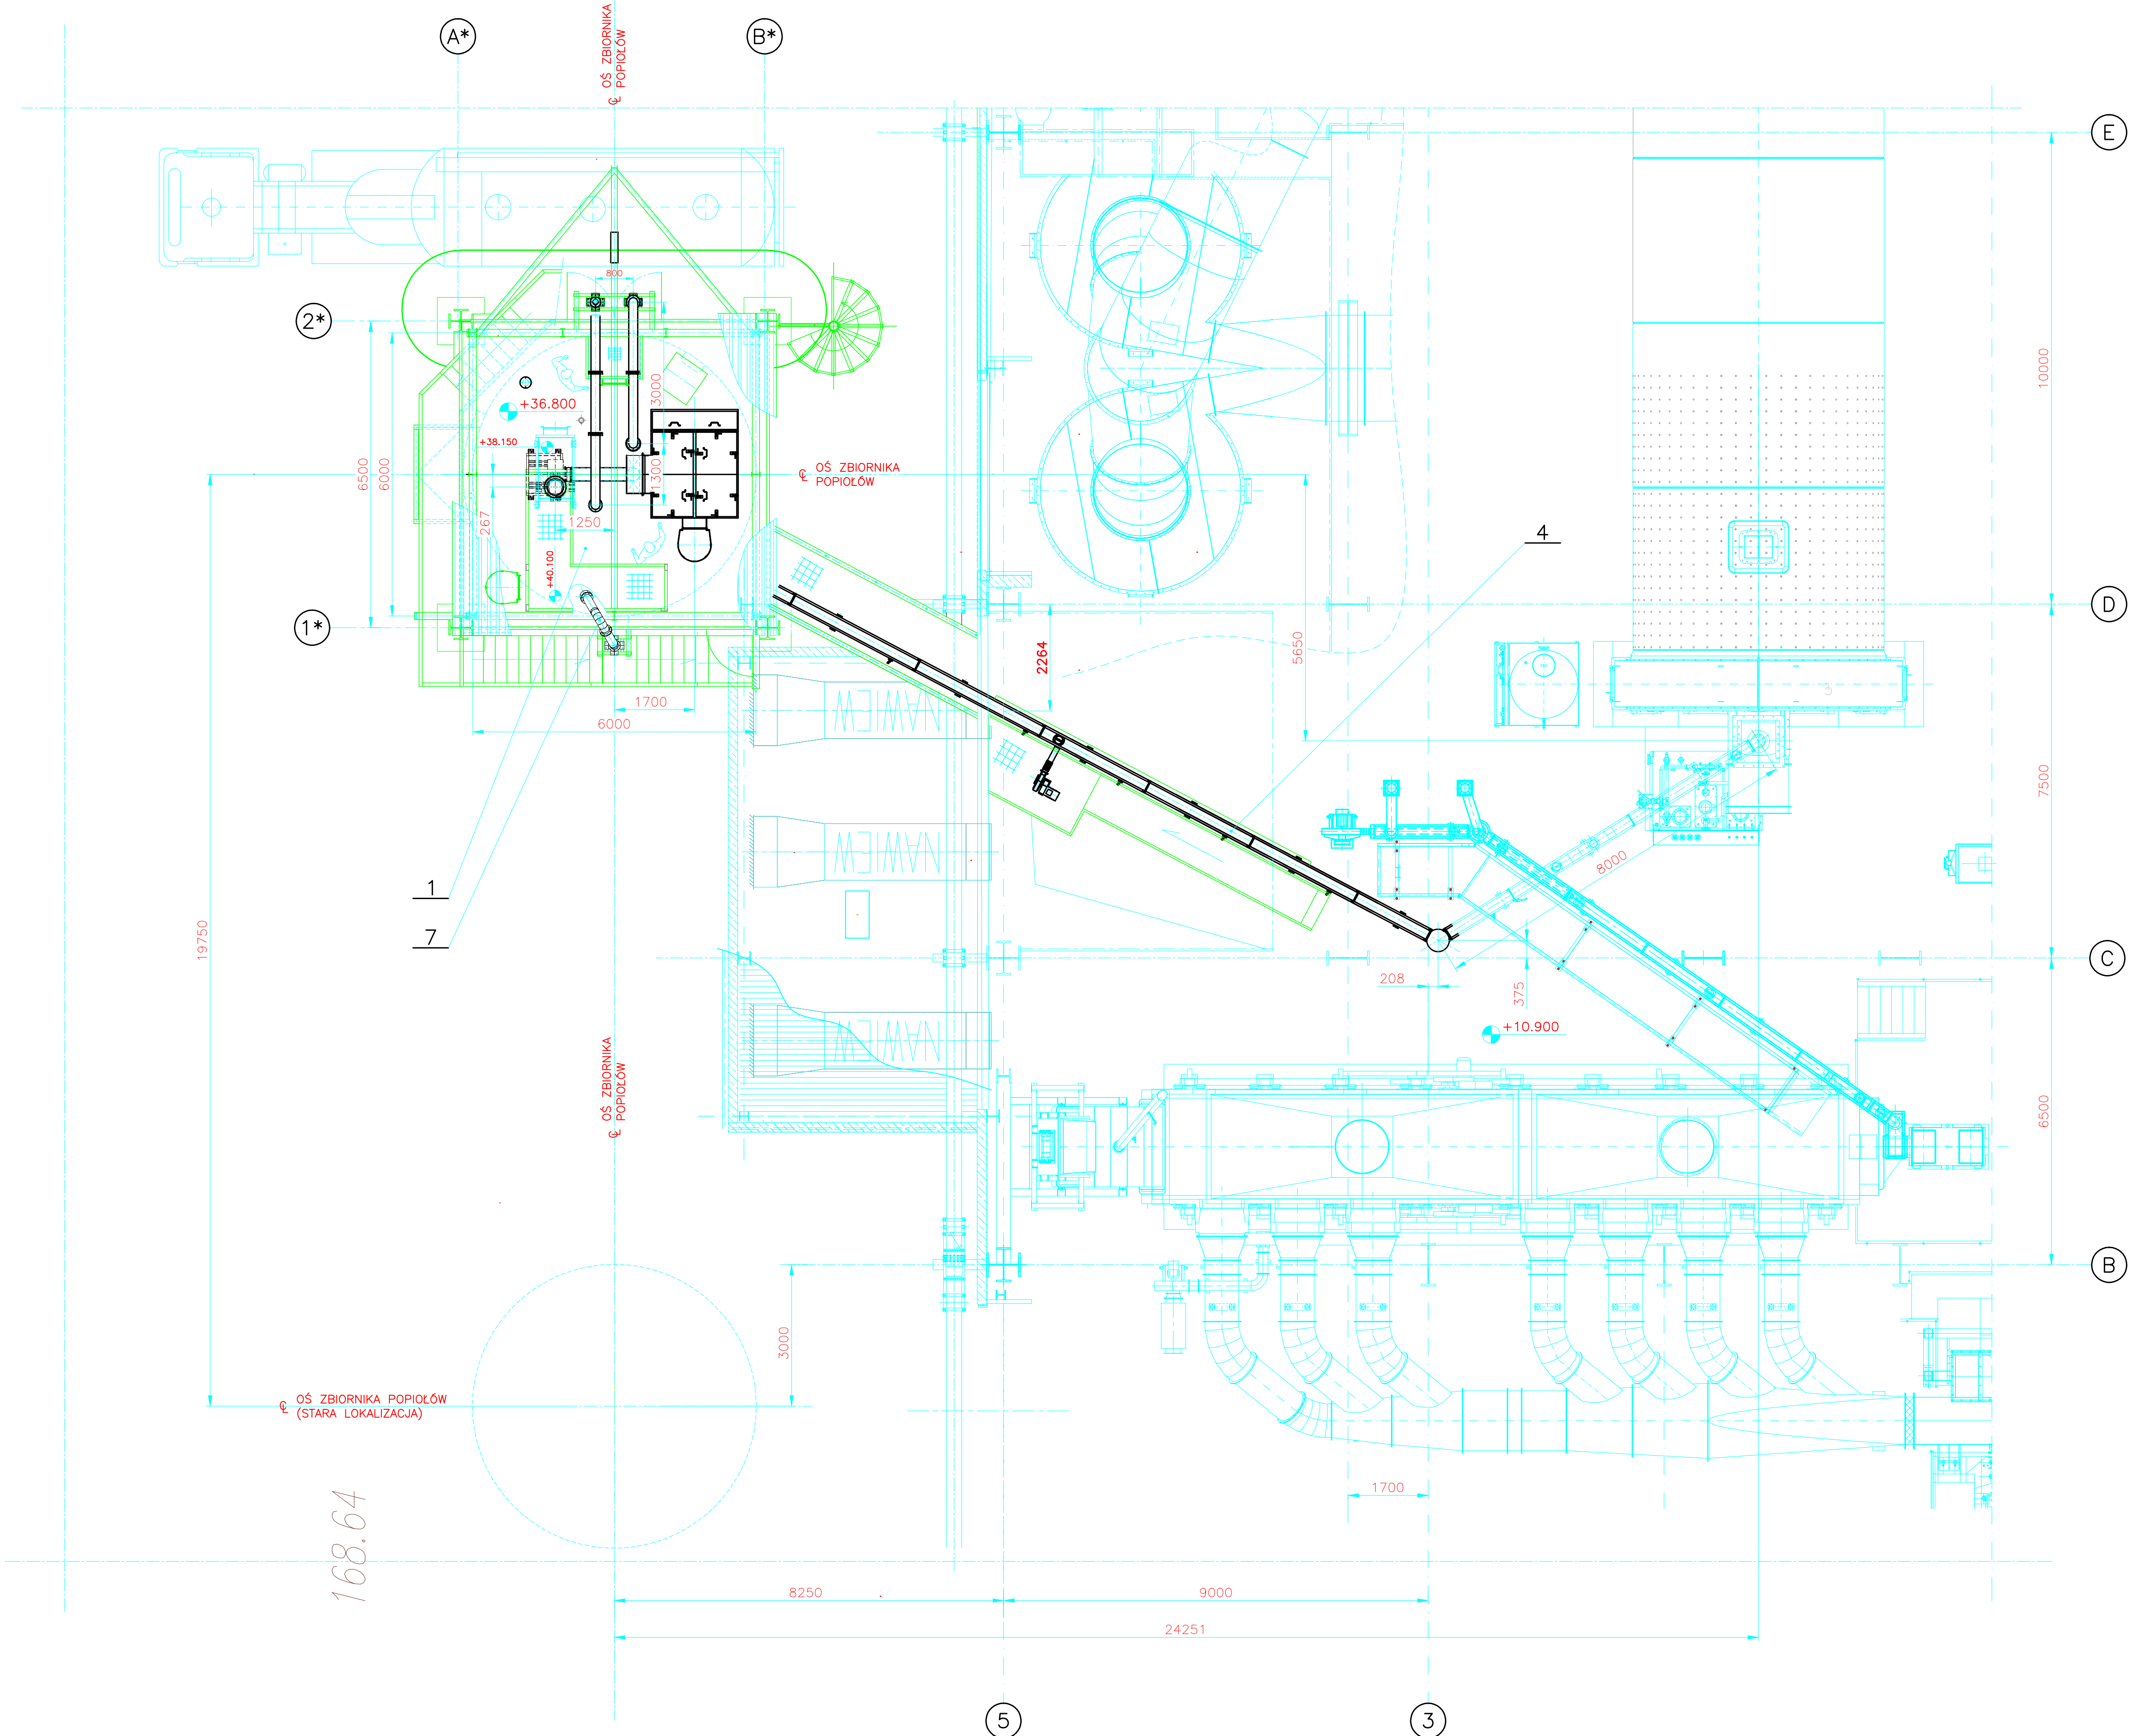 OŚ ZBIORNIKA
POPIOŁÓW
A*
B*
E
800
2*
+36.800
3000
10000
+38.150
6500
6000
1300
OŚ ZBIORNIKA
POPIOŁÓW
267
1250
4
+40.100
D
1*
2264
5650
1700
6000
3
7500
8000
1
7
19750
C
208
375
+10.900
OŚ ZBIORNIKA
POPIOŁÓW
6500
B
3000
OŚ ZBIORNIKA POPIOŁÓW
(STARA LOKALIZACJA)
1700
168.64
8250
9000
24251
5
3